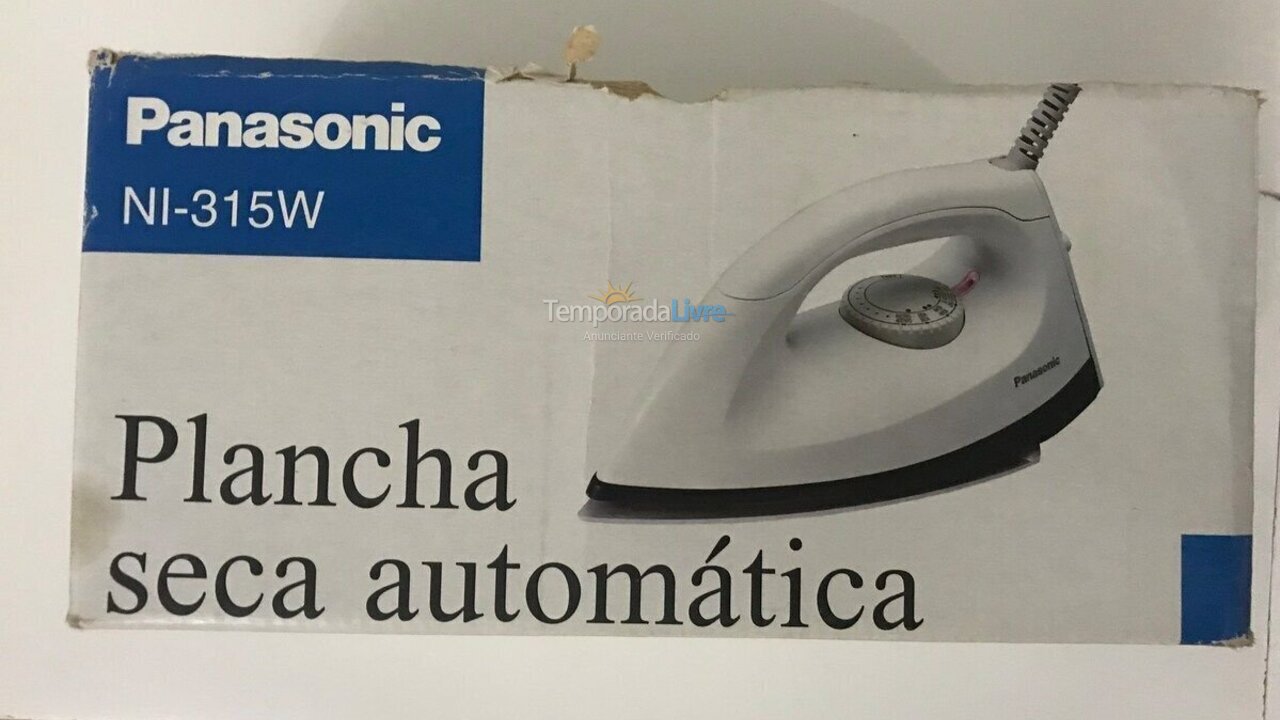 Panasonic
NI-315W
TemporadaLivre
Anunciante Verificado
Panasonic
Plancha
seca automática